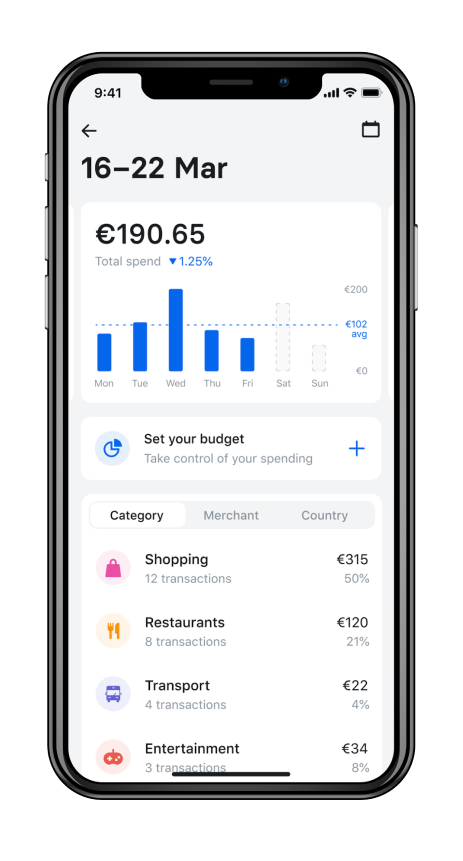 9:41
16–22 Mar
€190.65
Total spend ▼1.25%
€200
€102
avg
€0
Mon Tue Wed Thu Fri Sat Sun
Set your budget
Take control of your spending
Category Merchant Country
Shopping €315
12 transactions 50%
Restaurants €120
8 transactions 21%
Transport €22
4 transactions 4%
Entertainment €34
3 transactions 8%